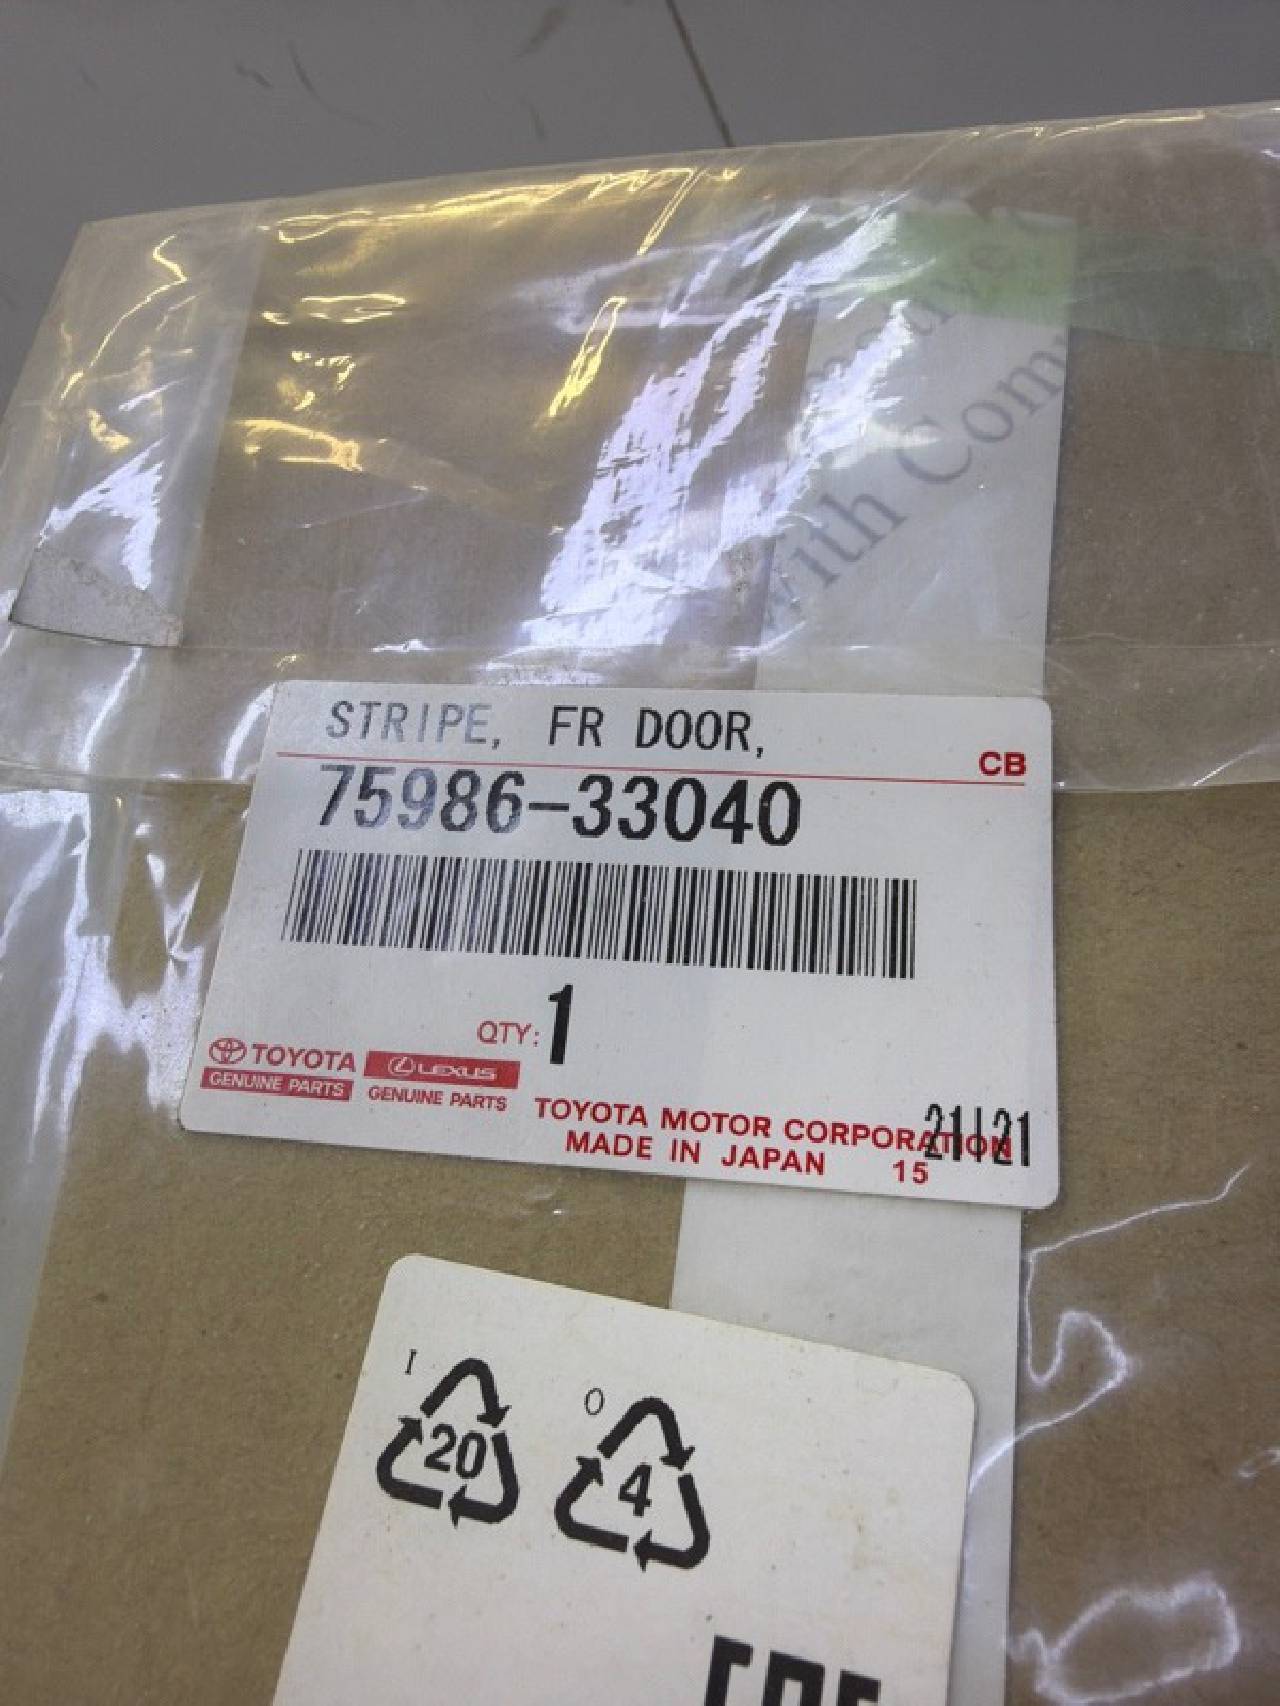 With Com
STRIPE, FR DOOR,
CB
75986-33040
QTY: 1
TOYOTA
GENUINE PARTS
LEXUS
GENUINE PARTS
TOYOTA MOTOR CORPORATION
21I21
MADE IN JAPAN 15
I
20
O
4